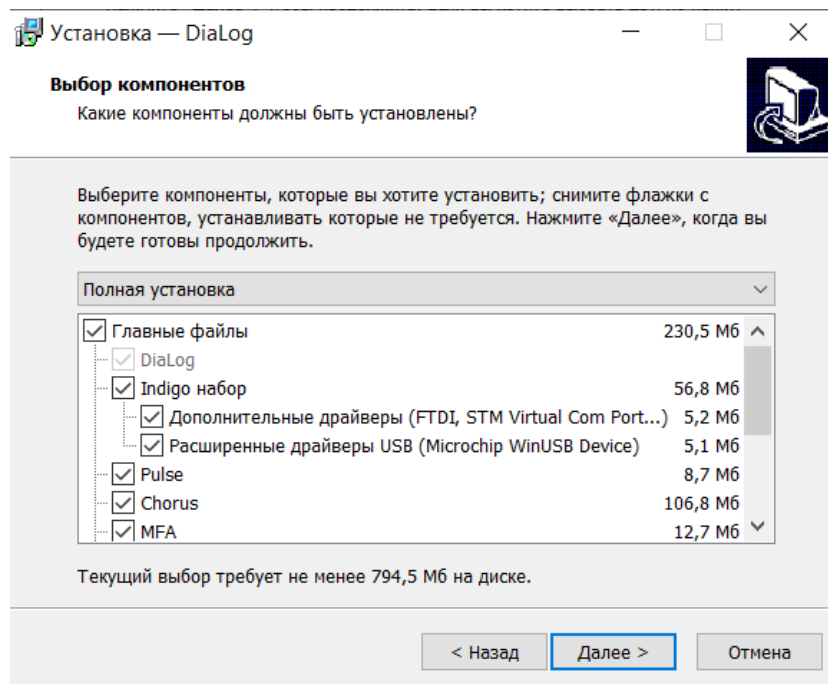 Установка — DiaLog
Выбор компонентов
Какие компоненты должны быть установлены?
Выберите компоненты, которые вы хотите установить; снимите флажки с
компонентов, устанавливать которые не требуется. Нажмите «Далее», когда вы
будете готовы продолжить.
Полная установка
Главные файлы 230,5 Мб
DiaLog
Indigo набор 56,8 Мб
Дополнительные драйверы (FTDI, STM Virtual Com Port...) 5,2 Мб
Расширенные драйверы USB (Microchip WinUSB Device) 5,1 Мб
Pulse 8,7 Мб
Chorus 106,8 Мб
MFA 12,7 Мб
Текущий выбор требует не менее 794,5 Мб на диске.
< Назад Далее > Отмена